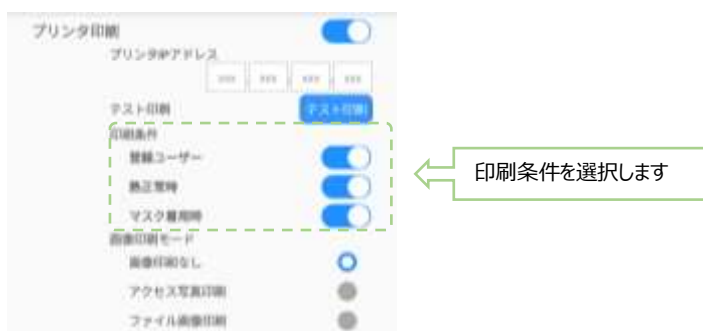 プリンタ印刷
プリンタIPアドレス
xxx . xxx . xxx . xxx
テスト印刷 テスト印刷
印刷条件
登録ユーザー
熱正常時
マスク着用時
印刷条件を選択します
画像印刷モード
画像印刷なし
アクセス写真印刷
ファイル画像印刷